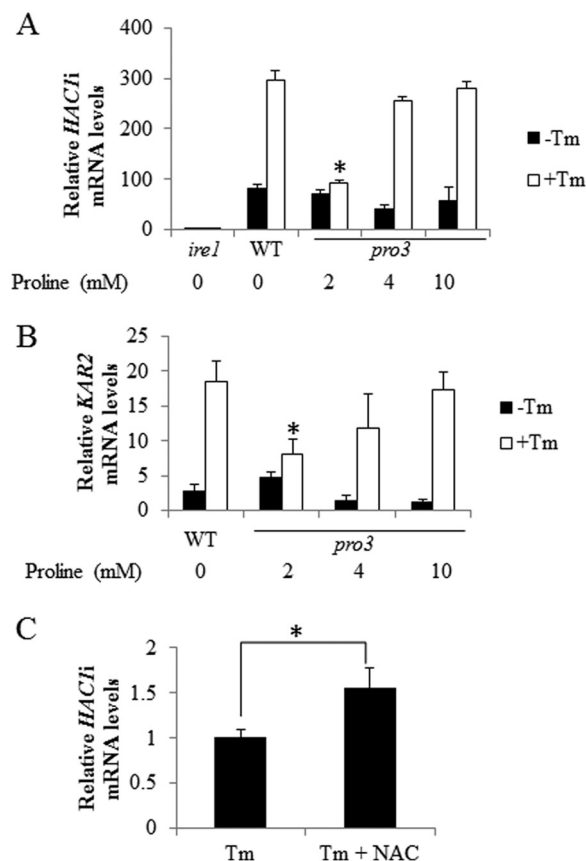 A
Relative HAC1i
mRNA levels
400
300
200
100
0
-Tm
+Tm
*
ire1 WT pro3
Proline (mM) 0 0 2 4 10
B
Relative KAR2
mRNA levels
25
20
15
10
5
0
-Tm
+Tm
*
WT pro3
Proline (mM) 0 2 4 10
C
Relative HAC1i
mRNA levels
2
1.5
1
0.5
0
*
Tm Tm + NAC